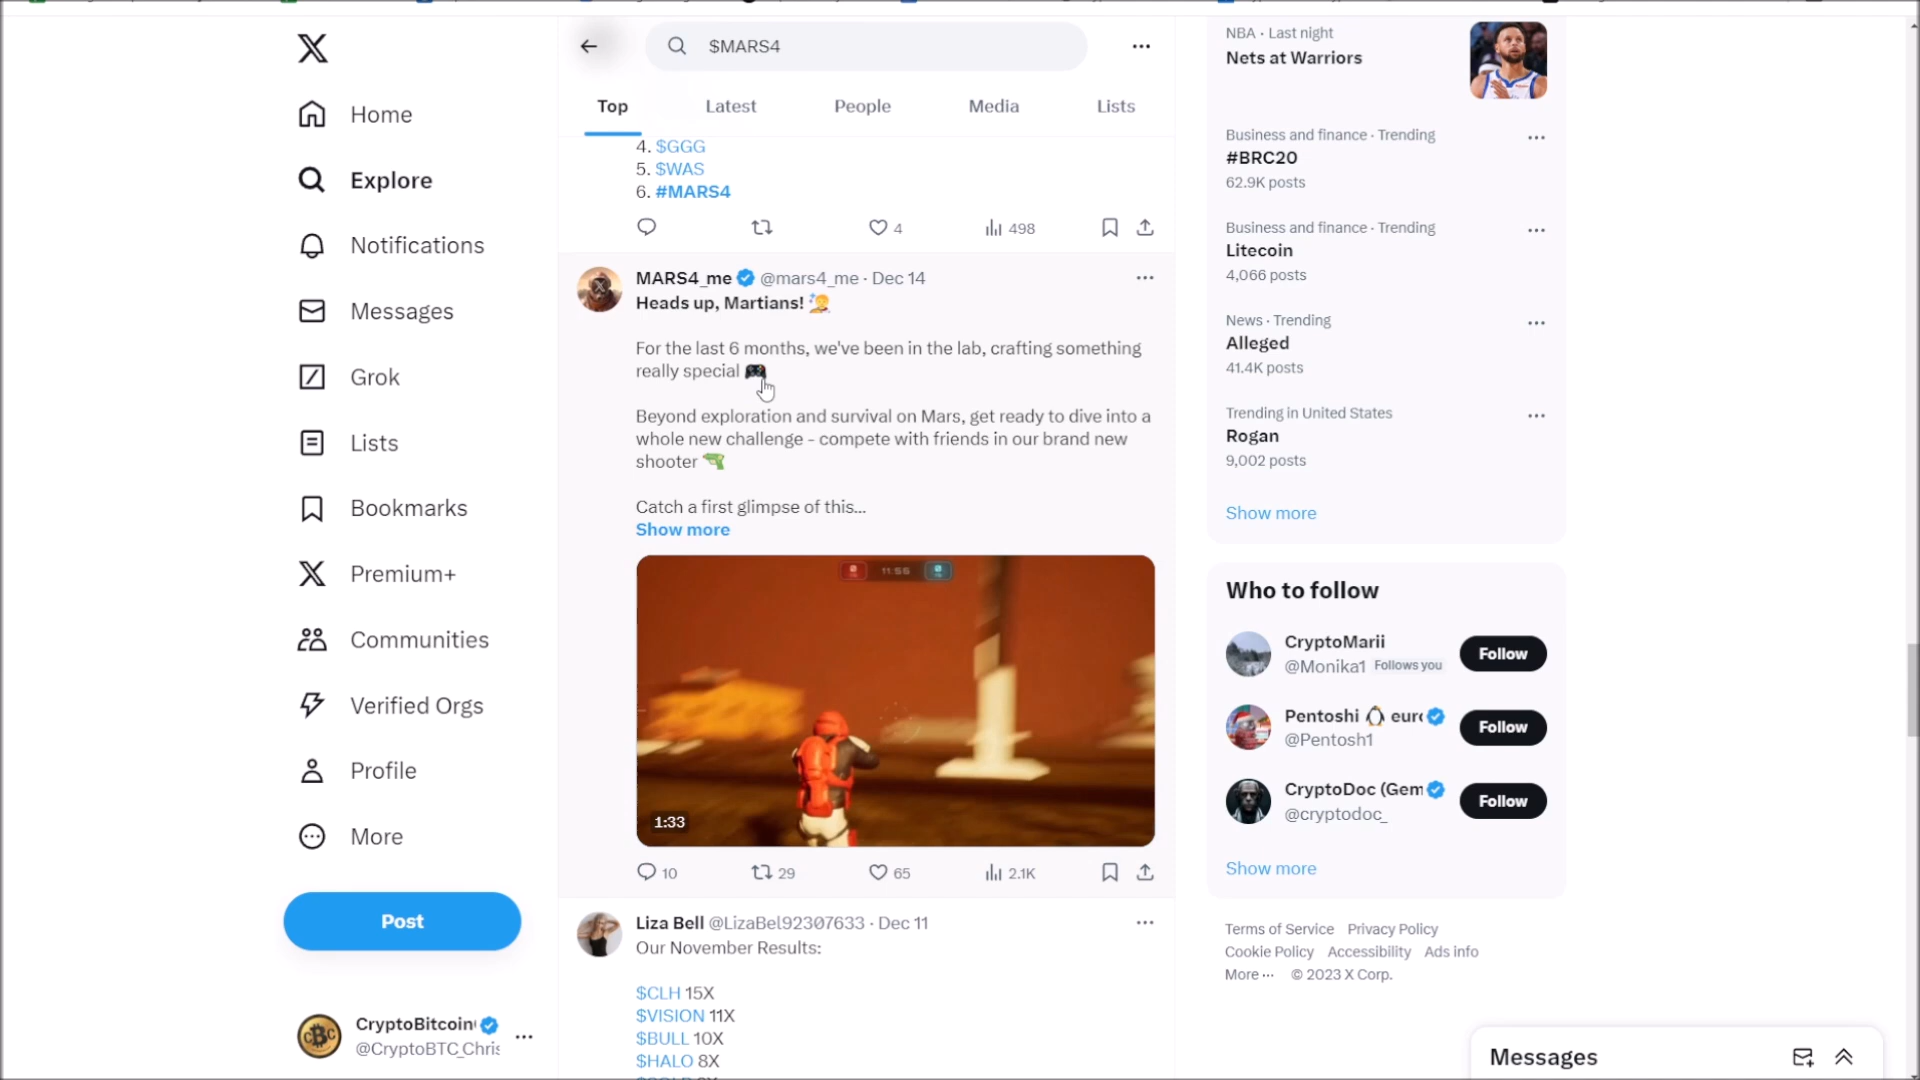 Home
Explore
Notifications
Messages
Grok
Lists
Bookmarks
Premium+
Communities
Verified Orgs
Profile
More
Post
CryptoBitcoin
@CryptoBTC_Chris
$MARS4
Top Latest People Media Lists
4. $GGG
5. $WAS
6. #MARS4
4 498
MARS4_me @mars4_me · Dec 14
Heads up, Martians!
For the last 6 months, we've been in the lab, crafting something
really special
Beyond exploration and survival on Mars, get ready to dive into a
whole new challenge - compete with friends in our brand new
shooter
Catch a first glimpse of this...
Show more
11:56
1:33
10 29 65 2.1K
Liza Bell @LizaBel92307633 · Dec 11
Our November Results:
$CLH 15X
$VISION 11X
$BULL 10X
$HALO 8X
NBA · Last night
Nets at Warriors
Business and finance · Trending
#BRC20
62.9K posts
Business and finance · Trending
Litecoin
4,066 posts
News · Trending
Alleged
41.4K posts
Trending in United States
Rogan
9,002 posts
Show more
Who to follow
CryptoMarii
@Monika1 Follows you
Follow
Pentoshi euro
@Pentosh1
Follow
CryptoDoc (Gem
@cryptodoc_
Follow
Show more
Terms of Service Privacy Policy
Cookie Policy Accessibility Ads info
More ··· © 2023 X Corp.
Messages